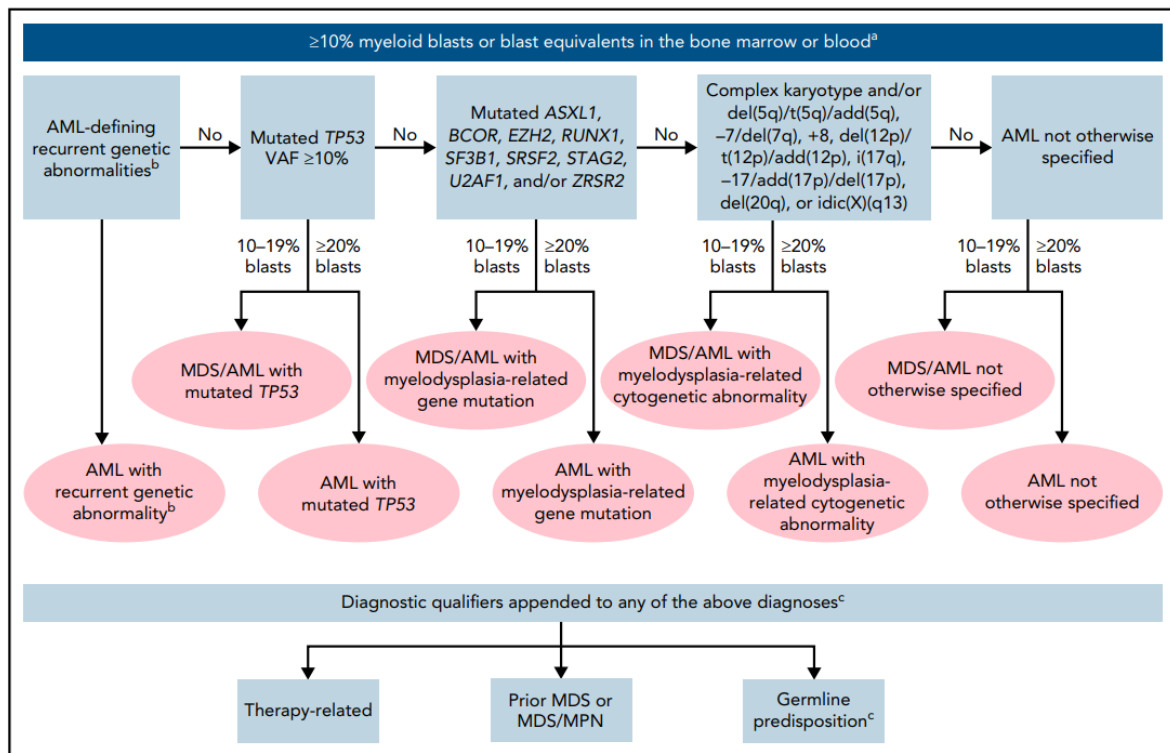 ≥10% myeloid blasts or blast equivalents in the bone marrow or bloodᵃ
AML-defining
recurrent genetic
abnormalitiesᵇ
No
Mutated TP53
VAF ≥10%
No
Mutated ASXL1,
BCOR, EZH2, RUNX1,
SF3B1, SRSF2, STAG2,
U2AF1, and/or ZRSR2
No
Complex karyotype and/or
del(5q)/t(5q)/add(5q),
–7/del(7q), +8, del(12p)/
t(12p)/add(12p), i(17q),
–17/add(17p)/del(17p),
del(20q), or idic(X)(q13)
No
AML not otherwise
specified
10–19%
blasts
≥20%
blasts
10–19%
blasts
≥20%
blasts
10–19%
blasts
≥20%
blasts
10–19%
blasts
≥20%
blasts
MDS/AML with
mutated TP53
MDS/AML with
myelodysplasia-related
gene mutation
MDS/AML with
myelodysplasia-related
cytogenetic abnormality
MDS/AML not
otherwise specified
AML with
recurrent genetic
abnormalityᵇ
AML with
mutated TP53
AML with
myelodysplasia-related
gene mutation
AML with
myelodysplasia-
related cytogenetic
abnormality
AML not
otherwise specified
Diagnostic qualifiers appended to any of the above diagnosesᶜ
Therapy-related
Prior MDS or
MDS/MPN
Germline
predispositionᶜ